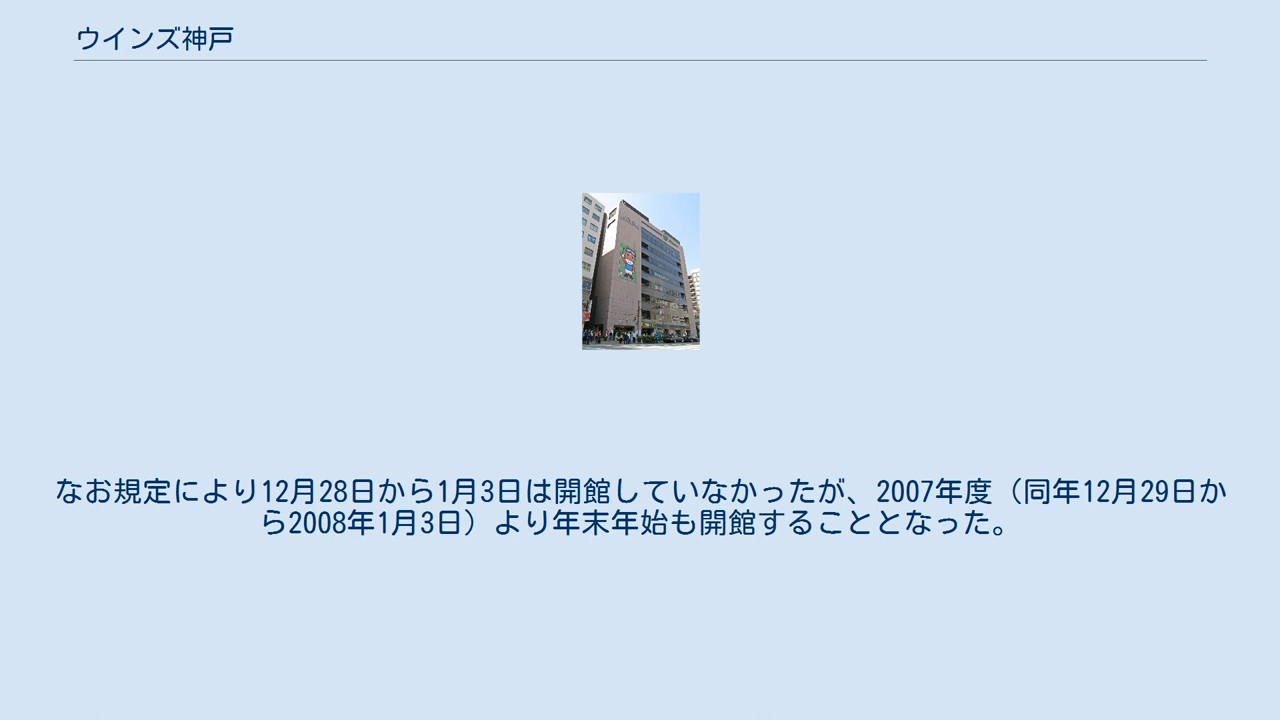 ウインズ神戸
なお規定により12月28日から1月3日は開館していなかったが、2007年度（同年12月29日か
ら2008年1月3日）より年末年始も開館することとなった。